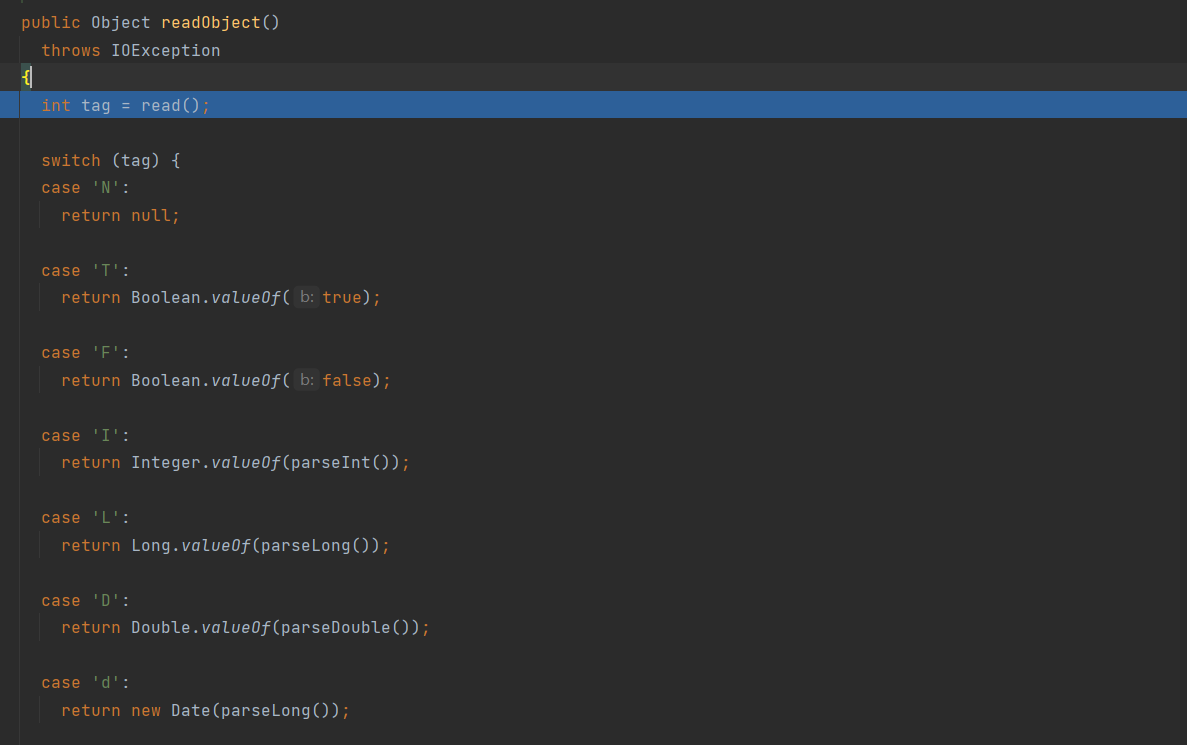 public Object readObject()
throws IOException
{
int tag = read();
switch (tag) {
case 'N':
return null;
case 'T':
return Boolean.valueOf( b: true);
case 'F':
return Boolean.valueOf( b: false);
case 'I':
return Integer.valueOf(parseInt());
case 'L':
return Long.valueOf(parseLong());
case 'D':
return Double.valueOf(parseDouble());
case 'd':
return new Date(parseLong());